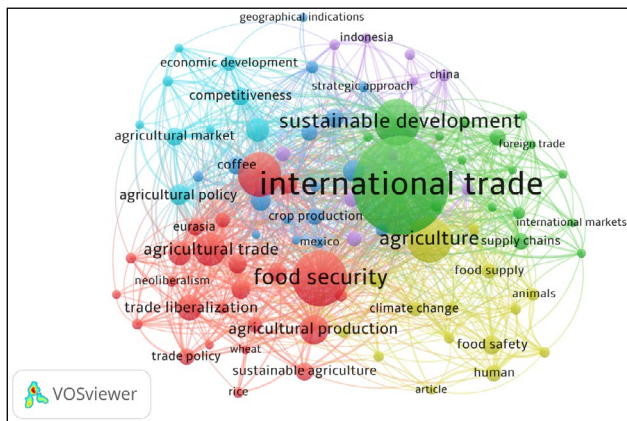 geographical indications
indonesia
economic development
china
strategic approach
competitiveness
sustainable development
agricultural market
foreign trade
coffee
international trade
agricultural policy
crop production
international markets
eurasia
mexico
agriculture
supply chains
agricultural trade
food security
food supply
neoliberalism
animals
trade liberalization
climate change
agricultural production
food safety
trade policy
wheat
sustainable agriculture
human
rice
article
VOSviewer